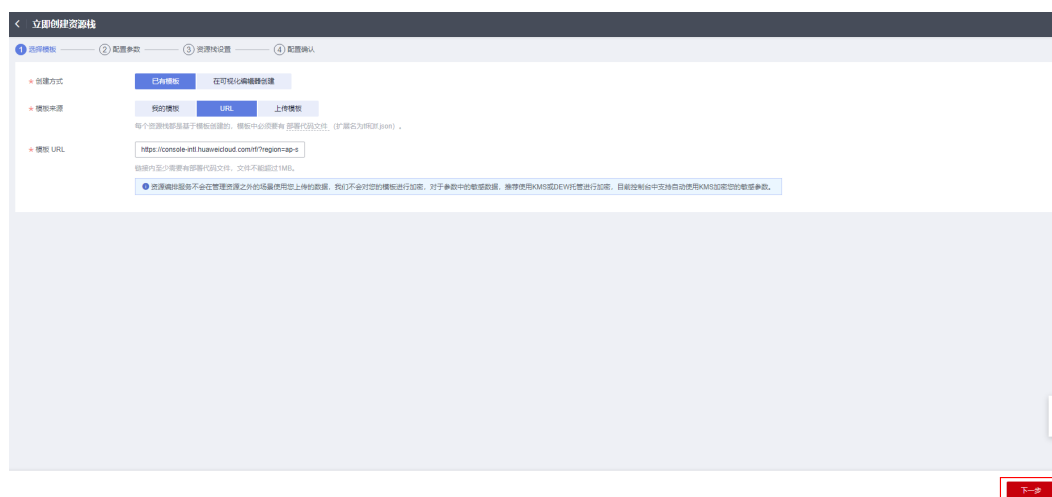 立即创建资源栈
1 选择模板 2 配置参数 3 资源栈设置 4 配置确认
* 创建方式 已有模板 在可视化编辑器创建
* 模板来源 我的模板 URL 上传模板
每个资源栈都是基于模板创建的，模板中必须要有 部署代码文件 （扩展名为tf或tf.json）。
* 模板 URL https://console-intl.huaweicloud.com/rf/?region=ap-s
链接内至少需要有部署代码文件，文件不能超过1MB。
资源编排服务不会在管理资源之外的场景使用您上传的数据，我们不会对您的模板进行加密，对于参数中的敏感数据，推荐使用KMS或DEW托管进行加密，目前控制台中支持自动使用KMS加密您的敏感参数。
下一步